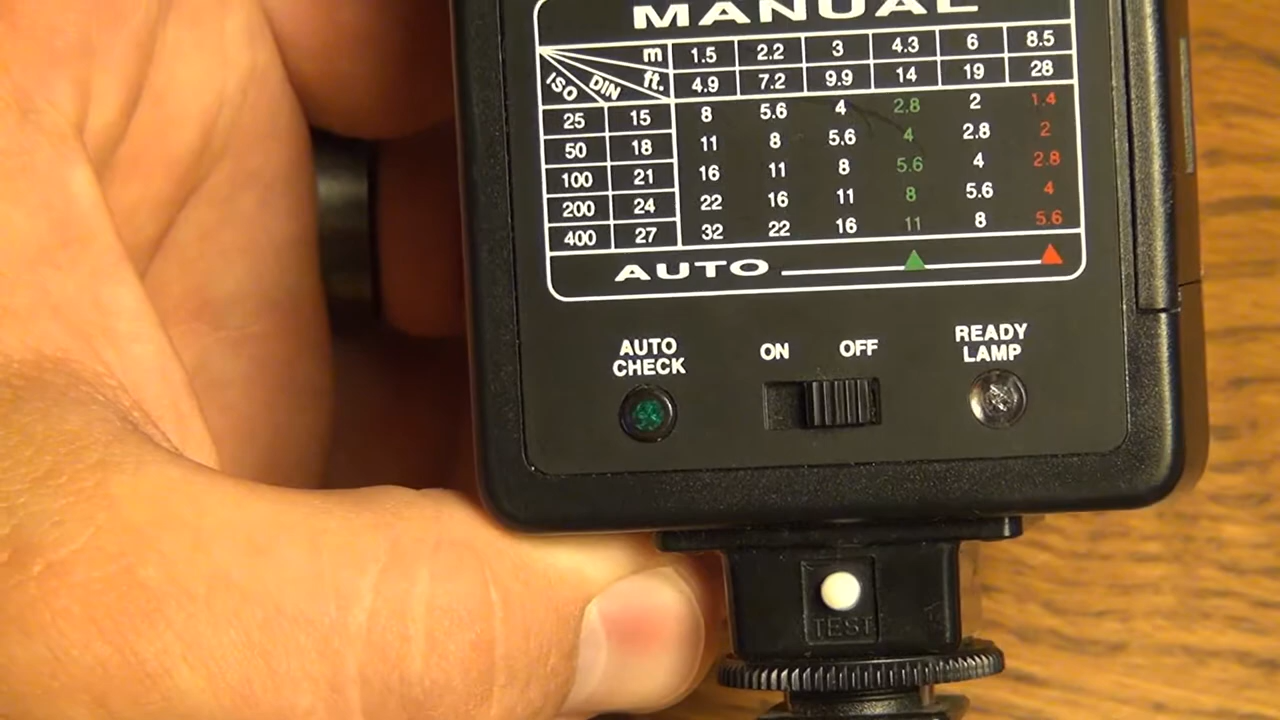 MANUAL
m 1.5 2.2 3 4.3 6 8.5
ISO DIN ft. 4.9 7.2 9.9 14 19 28
25 15 8 5.6 4 2.8 2 1.4
50 18 11 8 5.6 4 2.8 2
100 21 16 11 8 5.6 4 2.8
200 24 22 16 11 8 5.6 4
400 27 32 22 16 11 8 5.6
AUTO
AUTO CHECK
ON OFF
READY LAMP
TEST